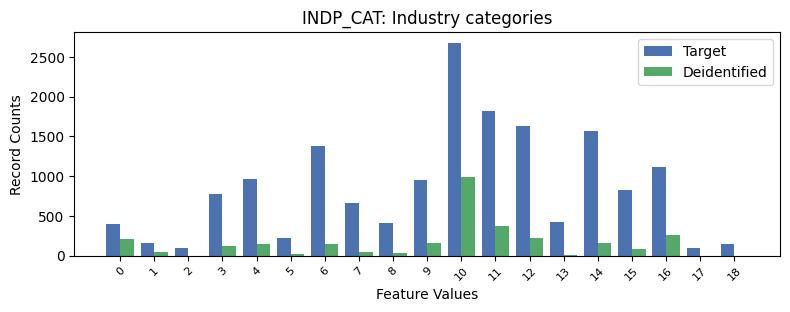 INDP_CAT: Industry categories
Record Counts
2500
2000
1500
1000
500
0
Target
Deidentified
0 1 2 3 4 5 6 7 8 9 10 11 12 13 14 15 16 17 18
Feature Values